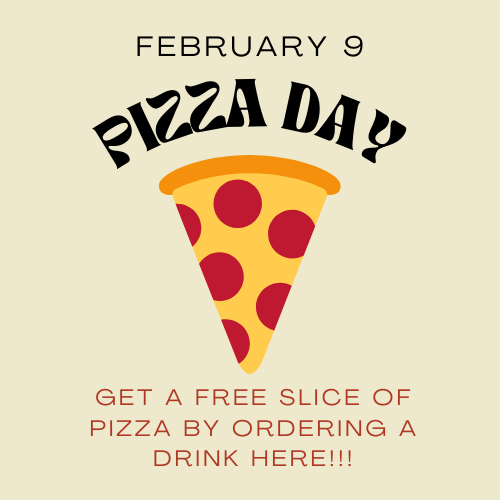 FEBRUARY 9
PIZZA DAY
GET A FREE SLICE OF
PIZZA BY ORDERING A
DRINK HERE!!!